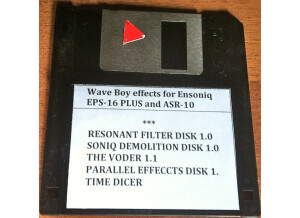 Wave Boy effects for Ensoniq
EPS-16 PLUS and ASR-10
***
RESONANT FILTER DISK 1.0
SONIQ DEMOLITION DISK 1.0
THE VODER 1.1
PARALLEL EFFECCTS DISK 1.
TIME DICER